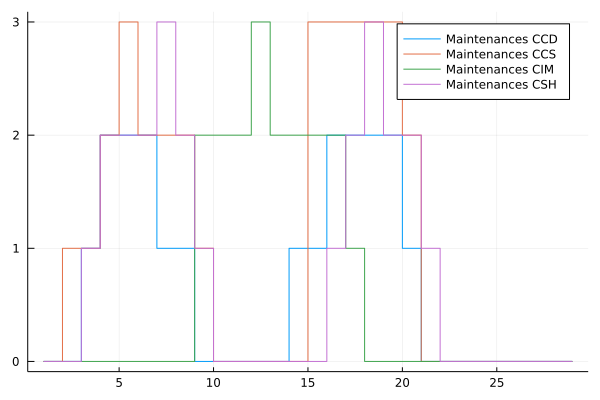 3
2
1
0
5 10 15 20 25
Maintenances CCD
Maintenances CCS
Maintenances CIM
Maintenances CSH